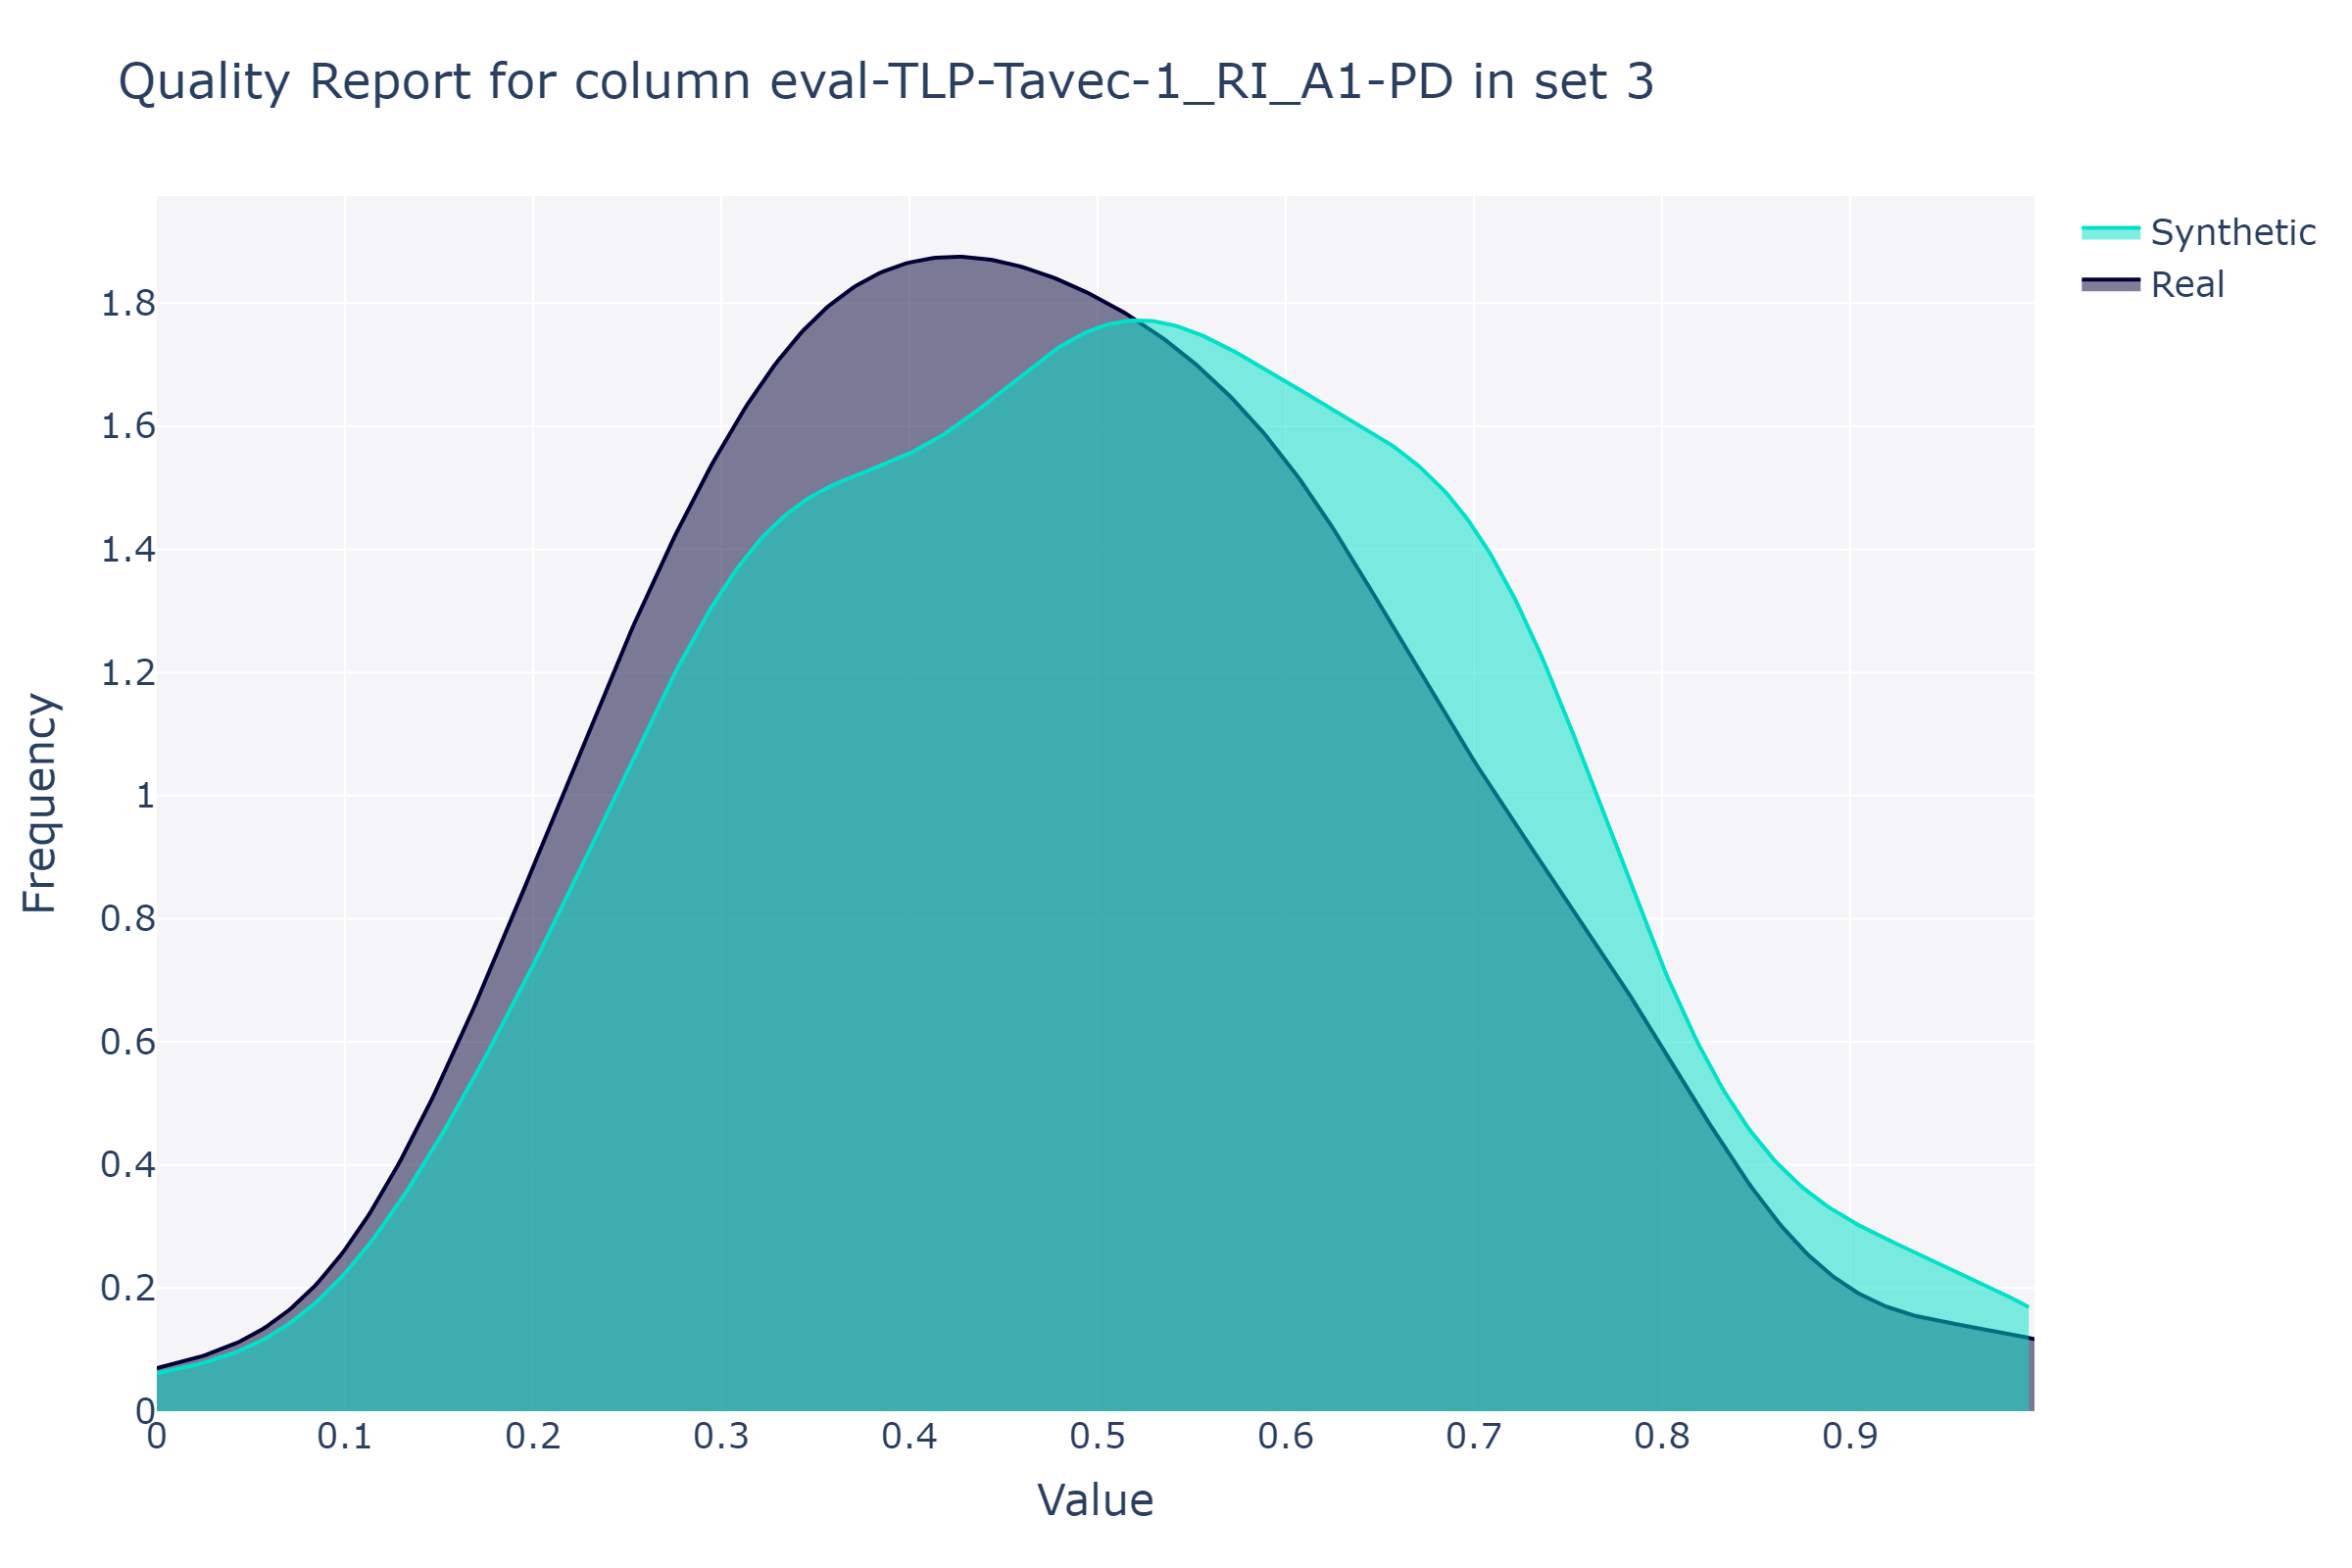 Quality Report for column eval-TLP-Tavec-1_RI_A1-PD in set 3
Synthetic
Real
Frequency
1.8
1.6
1.4
1.2
1
0.8
0.6
0.4
0.2
0
0 0.1 0.2 0.3 0.4 0.5 0.6 0.7 0.8 0.9
Value